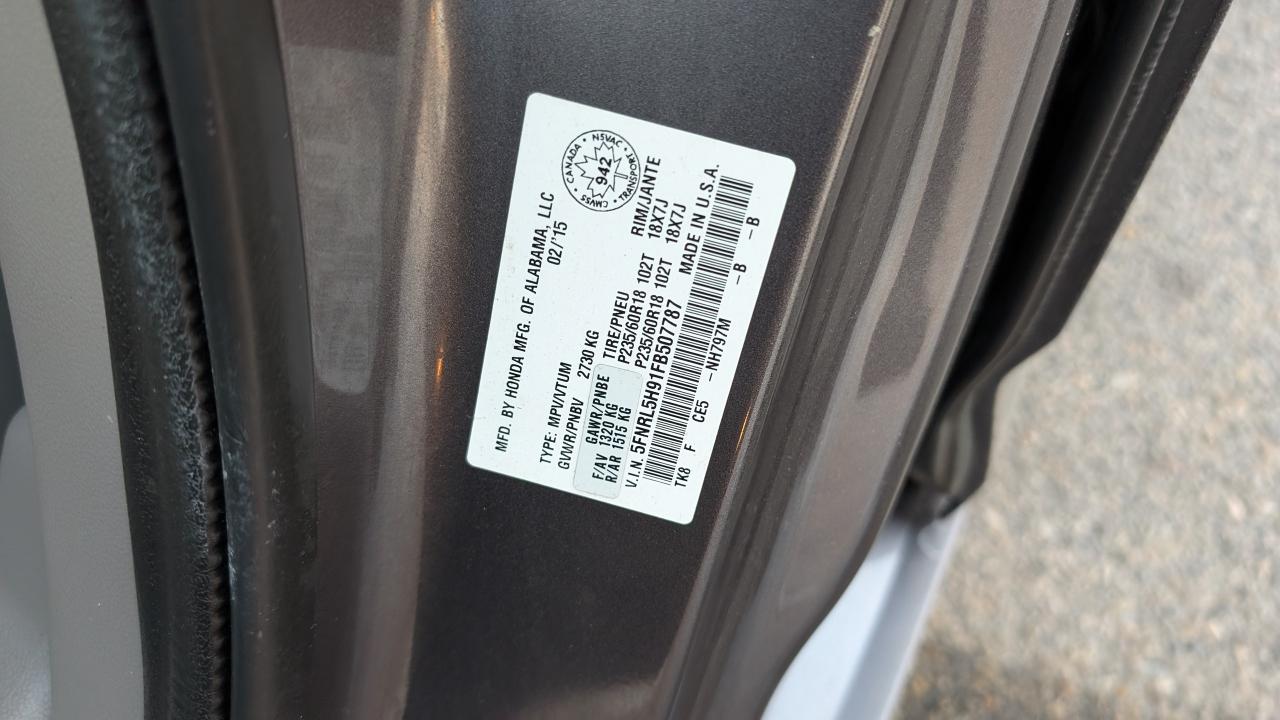 MFD. BY HONDA MFG. OF ALABAMA, LLC
02/'15
CANADA • NSVAC • TRANSPORT • CMVSS •
942
TYPE: MPV/VTUM
GVWR/PNBV 2730 KG
GAWR/PNBE TIRE/PNEU RIM/JANTE
F/AV 1320 KG P235/60R18 102T 18X7J
R/AR 1515 KG P235/60R18 102T 18X7J
V.I.N. 5FNRL5H91FB507787 MADE IN U.S.A.
TK8 F CE5 -NH797M -B -B